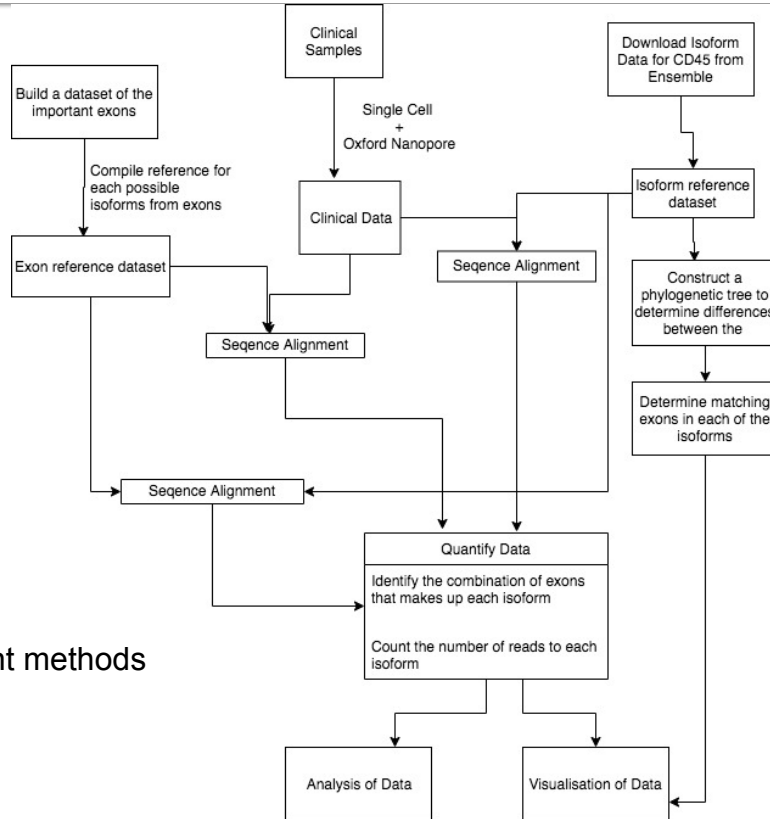 Clinical
Samples
Download Isoform
Data for CD45 from
Ensemble
Build a dataset of the
important exons
Single Cell
+
Oxford Nanopore
Compile reference for
each possible
isoforms from exons
Clinical Data
Isoform reference
dataset
Exon reference dataset
Seqence Alignment
Construct a
phylogenetic tree to
determine differences
between the
Seqence Alignment
Determine matching
exons in each of the
isoforms
Seqence Alignment
Quantify Data
Identify the combination of exons
that makes up each isoform
Count the number of reads to each
isoform
nt methods
Analysis of Data
Visualisation of Data